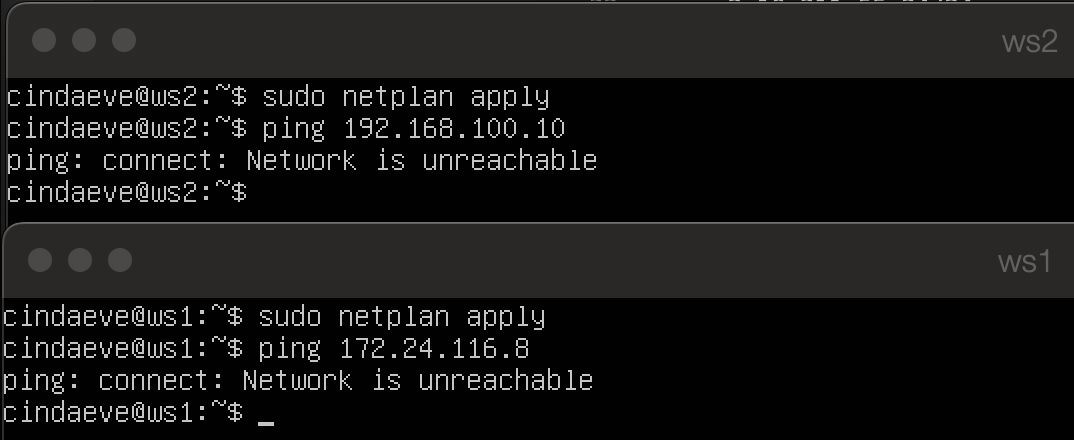 ws2
cindaeve@ws2:~$ sudo netplan apply
cindaeve@ws2:~$ ping 192.168.100.10
ping: connect: Network is unreachable
cindaeve@ws2:~$
ws1
cindaeve@ws1:~$ sudo netplan apply
cindaeve@ws1:~$ ping 172.24.116.8
ping: connect: Network is unreachable
cindaeve@ws1:~$ _